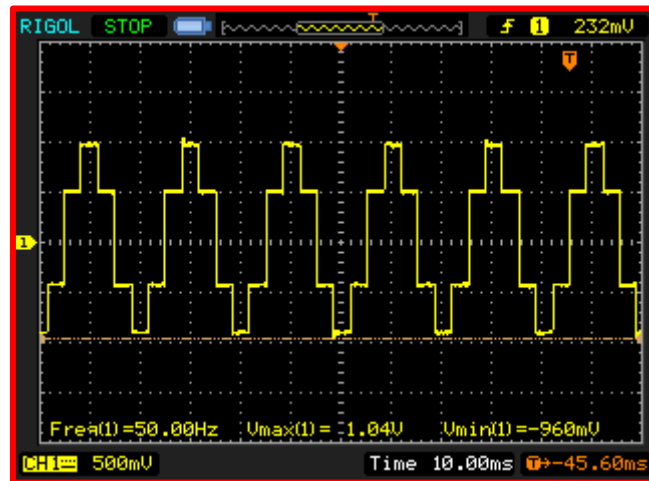 RIGOL STOP T f 1 232mV
T
1
Freq(1)=50.00Hz Vmax(1)= 1.04V Vmin(1)=-960mV
CH1 500mV Time 10.00ms T→-45.60ms